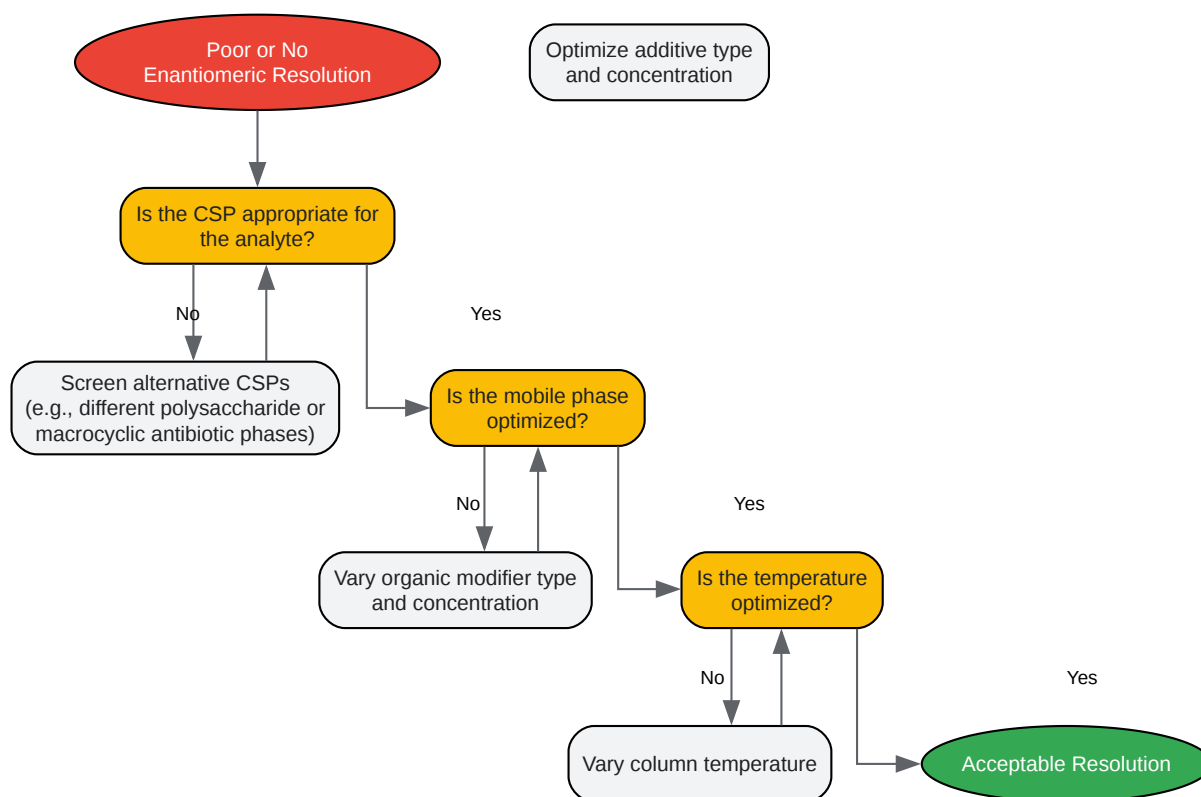 Poor or No
Enantiomeric Resolution
Optimize additive type
and concentration
Is the CSP appropriate for
the analyte?
No
Yes
Screen alternative CSPs
(e.g., different polysaccharide or
macrocyclic antibiotic phases)
Is the mobile phase
optimized?
No
Yes
Vary organic modifier type
and concentration
Is the temperature
optimized?
No
Yes
Vary column temperature
Acceptable Resolution